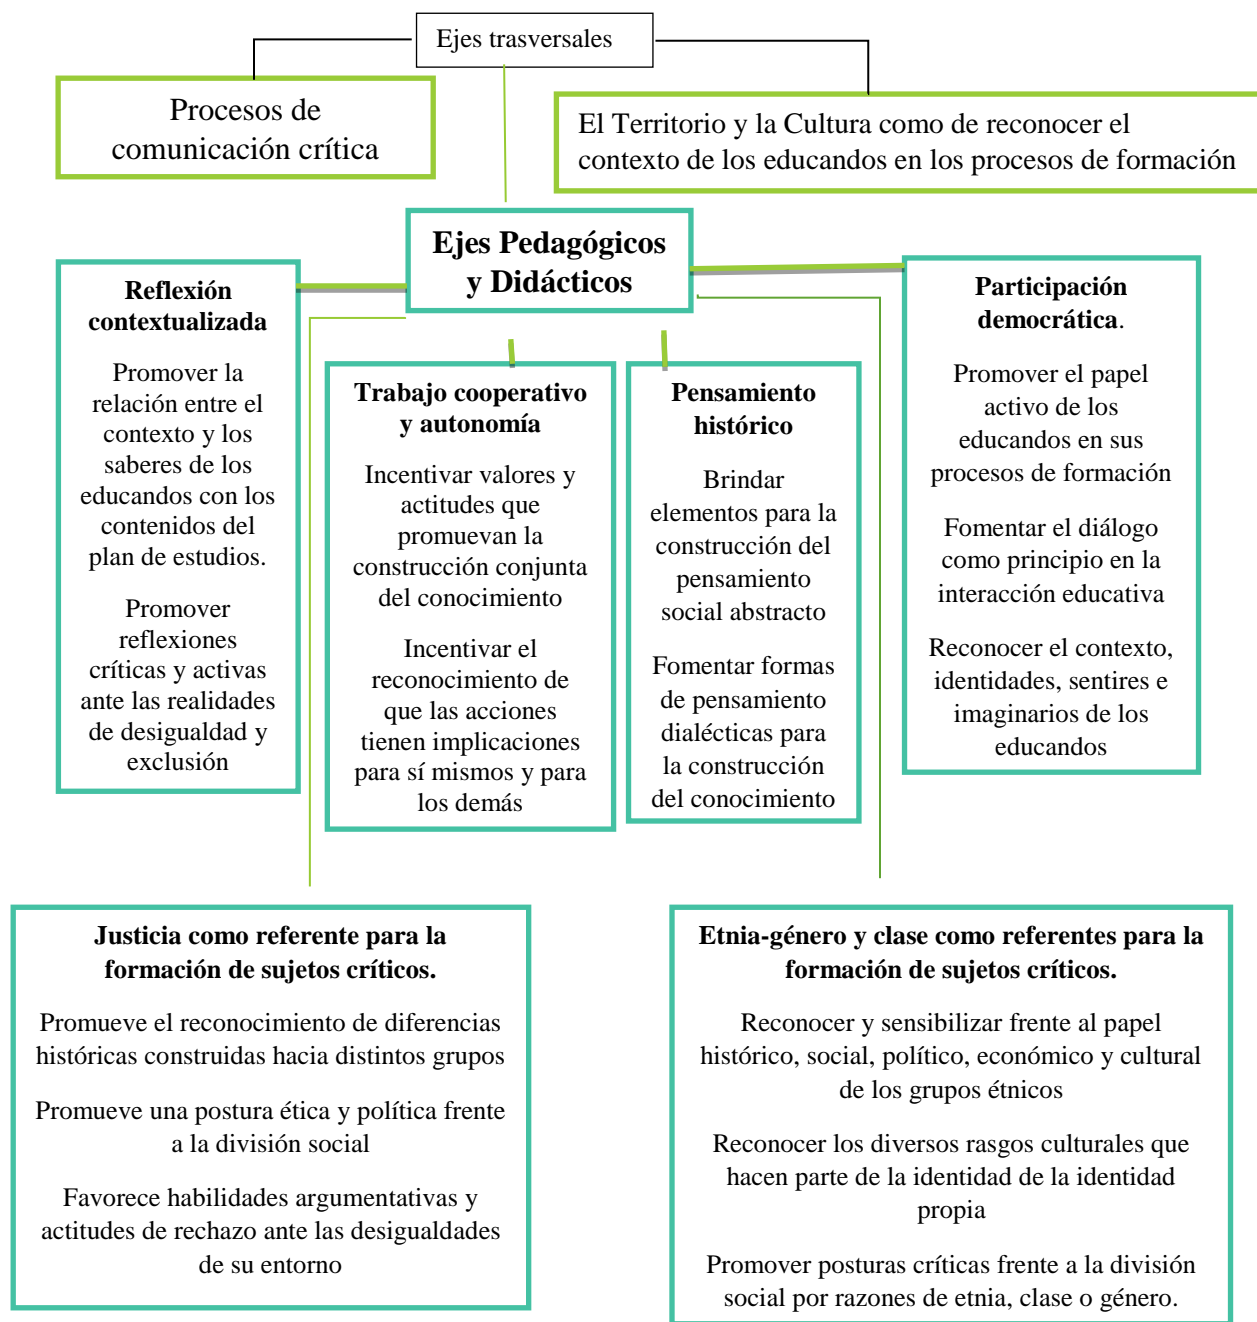 Ejes trasversales
Procesos de
comunicación crítica
El Territorio y la Cultura como de reconocer el
contexto de los educandos en los procesos de formación
Ejes Pedagógicos
y Didácticos
Reflexión
contextualizada
Promover la
relación entre el
contexto y los
saberes de los
educandos con los
contenidos del
plan de estudios.
Promover
reflexiones
críticas y activas
ante las realidades
de desigualdad y
exclusión
Trabajo cooperativo
y autonomía
Incentivar valores y
actitudes que
promuevan la
construcción conjunta
del conocimiento
Incentivar el
reconocimiento de
que las acciones
tienen implicaciones
para sí mismos y para
los demás
Pensamiento
histórico
Brindar
elementos para la
construcción del
pensamiento
social abstracto
Fomentar formas
de pensamiento
dialécticas para
la construcción
del conocimiento
Participación
democrática.
Promover el papel
activo de los
educandos en sus
procesos de formación
Fomentar el diálogo
como principio en la
interacción educativa
Reconocer el contexto,
identidades, sentires e
imaginarios de los
educandos
Justicia como referente para la
formación de sujetos críticos.
Promueve el reconocimiento de diferencias
históricas construidas hacia distintos grupos
Promueve una postura ética y política frente
a la división social
Favorece habilidades argumentativas y
actitudes de rechazo ante las desigualdades
de su entorno
Etnia-género y clase como referentes para la
formación de sujetos críticos.
Reconocer y sensibilizar frente al papel
histórico, social, político, económico y cultural
de los grupos étnicos
Reconocer los diversos rasgos culturales que
hacen parte de la identidad de la identidad
propia
Promover posturas críticas frente a la división
social por razones de etnia, clase o género.